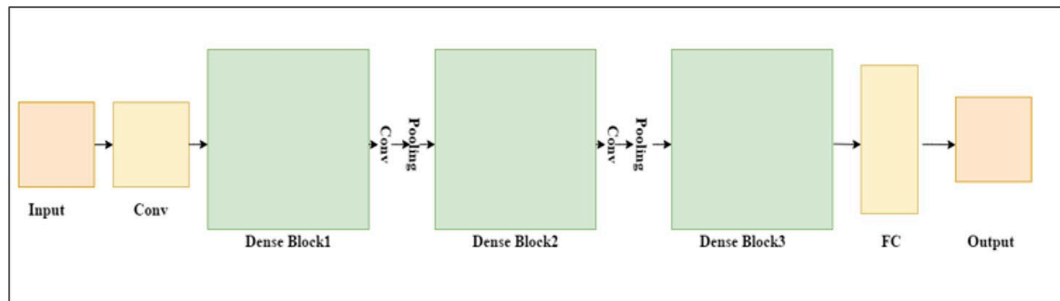 Input
Conv
Dense Block1
Conv
Pooling
Dense Block2
Conv
Pooling
Dense Block3
FC
Output